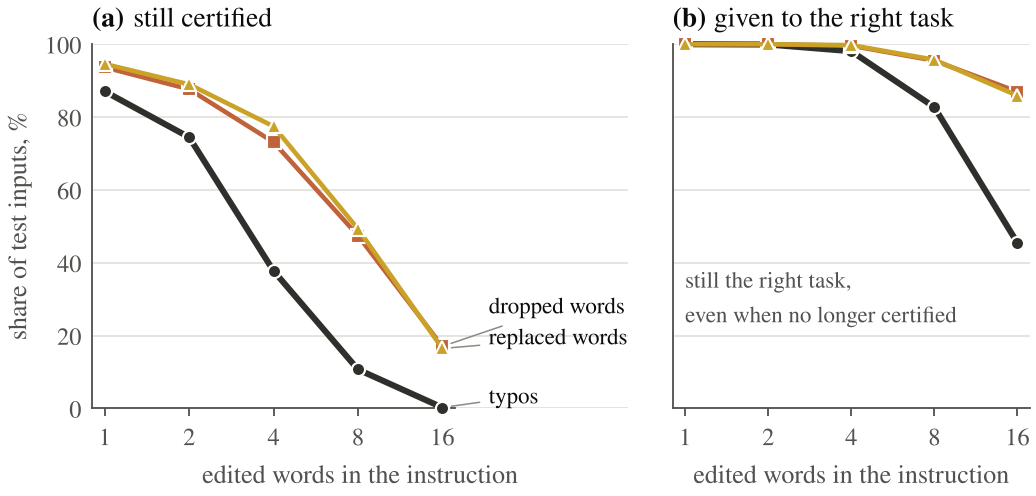 (a) still certified
100
80
60
40
20
0
share of test inputs, %
1 2 4 8 16
edited words in the instruction
dropped words
replaced words
typos
(b) given to the right task
still the right task,
even when no longer certified
1 2 4 8 16
edited words in the instruction